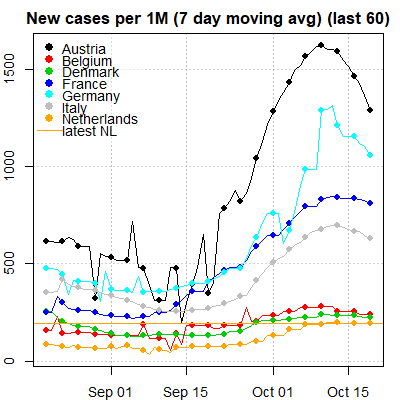 New cases per 1M (7 day moving avg) (last 60)
Austria
Belgium
Denmark
France
Germany
Italy
Netherlands
latest NL
1500
1000
500
0
Sep 01 Sep 15 Oct 01 Oct 15